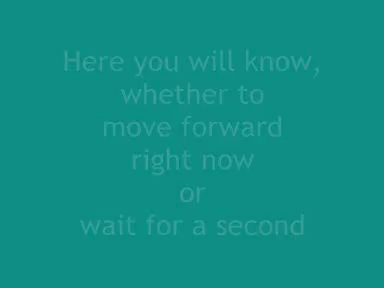 Here you will know,
whether to
move forward
right now
or
wait for a second